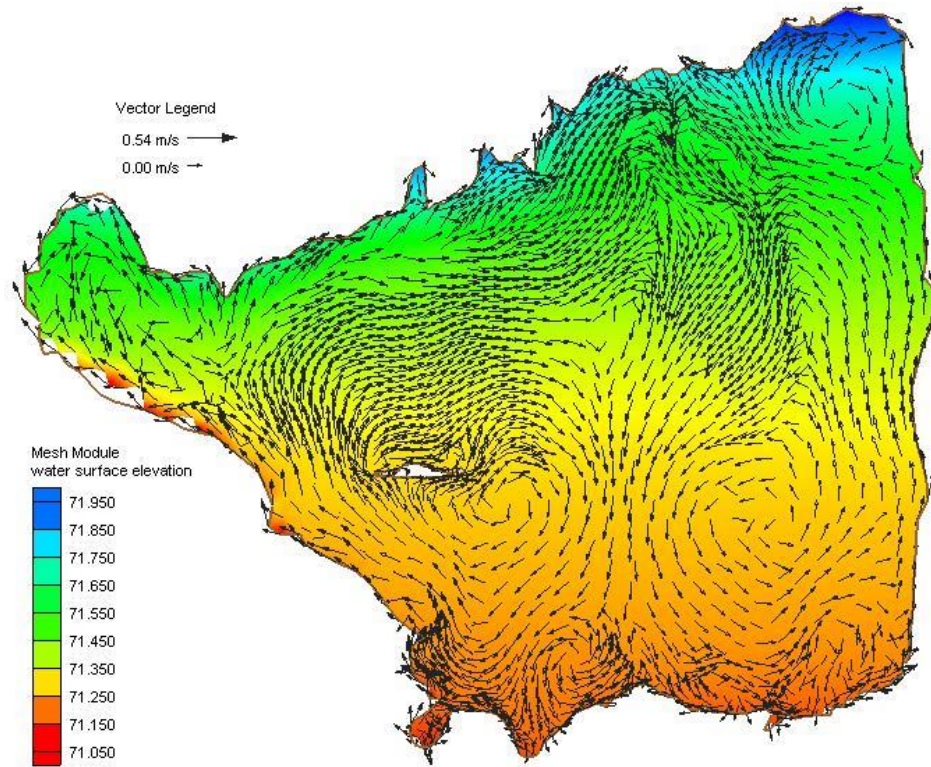 Vector Legend
0.54 m/s
0.00 m/s
Mesh Module
water surface elevation
71.950
71.850
71.750
71.650
71.550
71.450
71.350
71.250
71.150
71.050